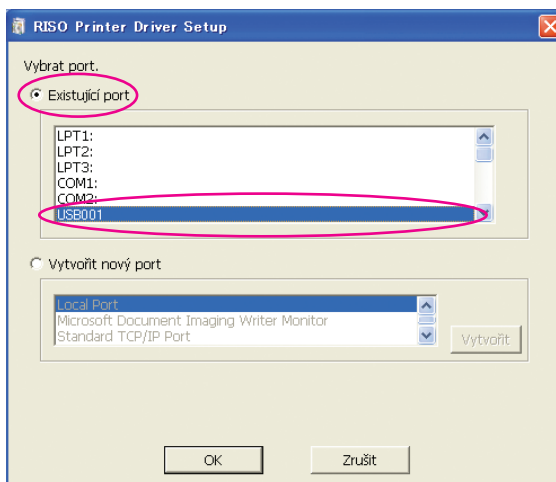 RISO Printer Driver Setup
Vybrat port.
Existující port
LPT1:
LPT2:
LPT3:
COM1:
COM2:
USB001
Vytvořit nový port
Local Port
Microsoft Document Imaging Writer Monitor
Standard TCP/IP Port
Vytvořit
OK
Zrušit